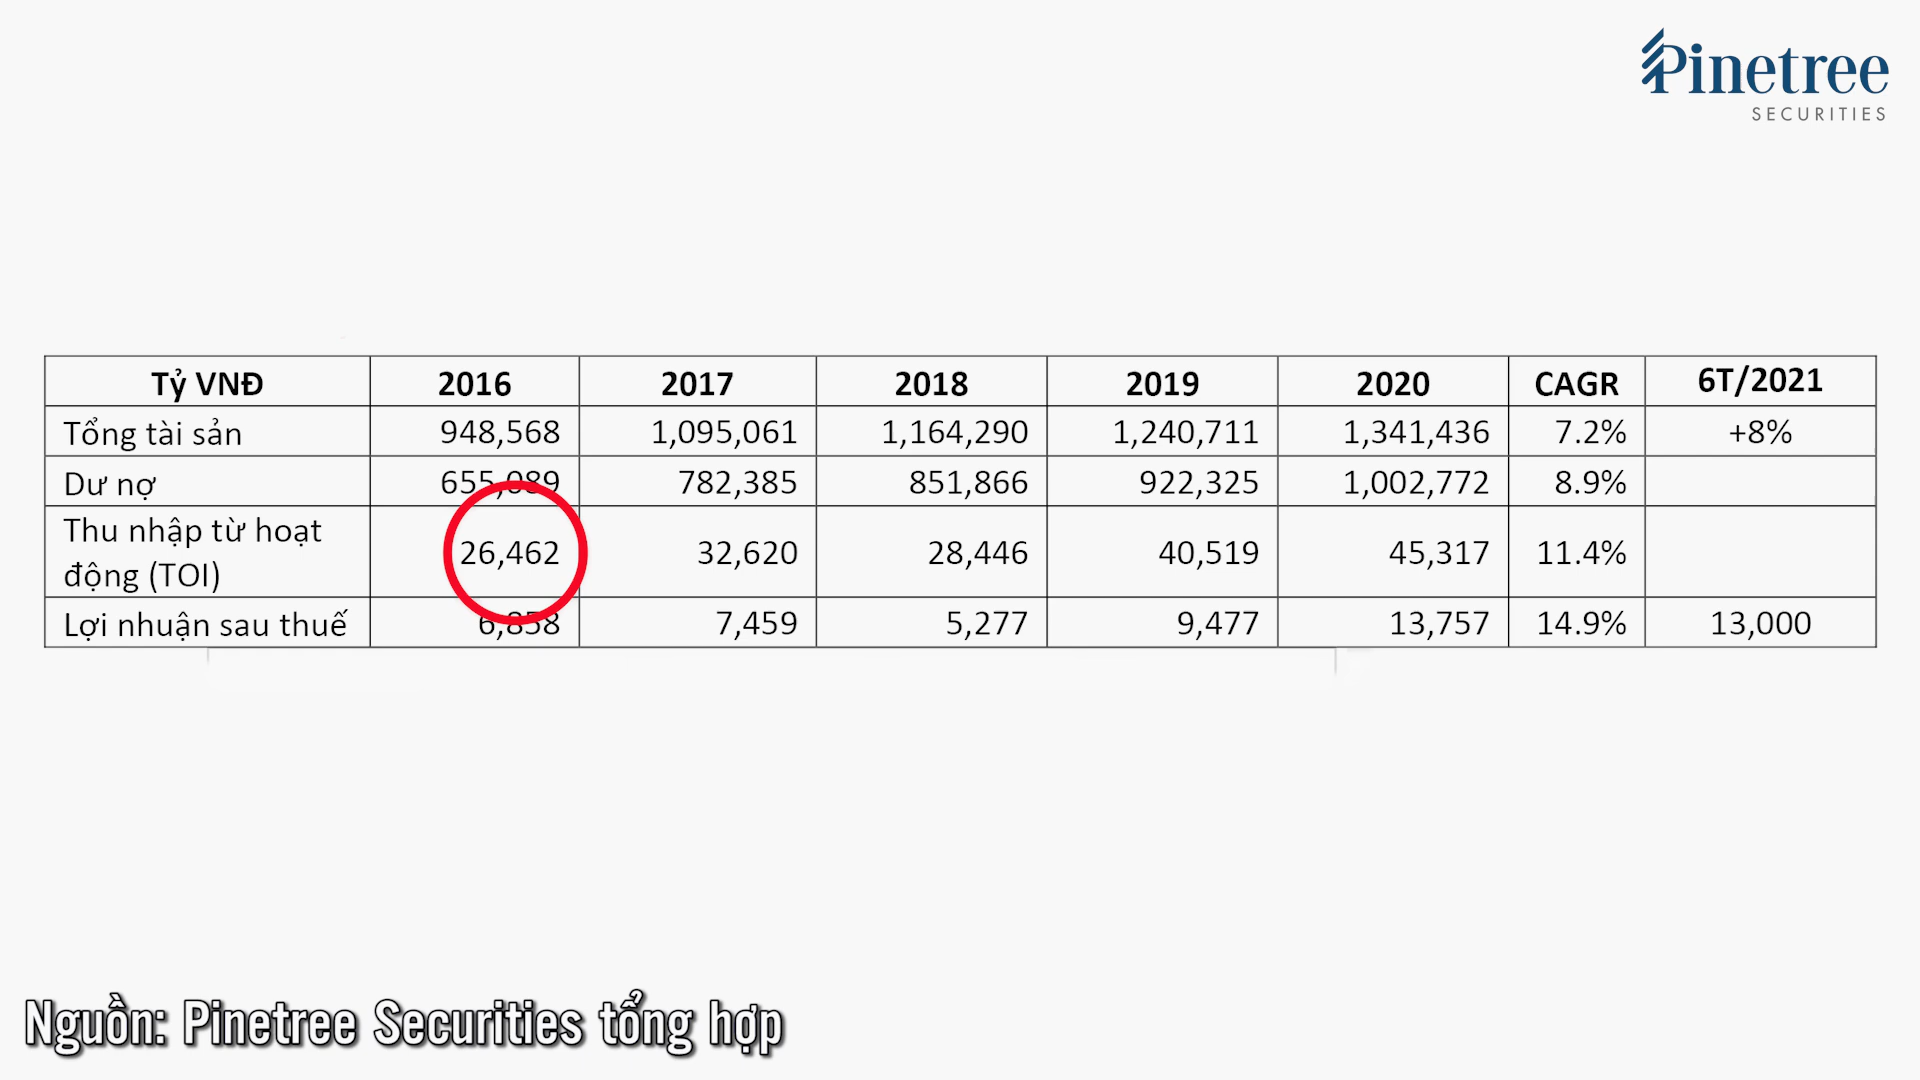 Pinetree
SECURITIES
Tỷ VNĐ 2016 2017 2018 2019 2020 CAGR 6T/2021
Tổng tài sản 948,568 1,095,061 1,164,290 1,240,711 1,341,436 7.2% +8%
Dư nợ 655,089 782,385 851,866 922,325 1,002,772 8.9%
Thu nhập từ hoạt
động (TOI) 26,462 32,620 28,446 40,519 45,317 11.4%
Lợi nhuận sau thuế 6,858 7,459 5,277 9,477 13,757 14.9% 13,000
Nguồn: Pinetree Securities tổng hợp